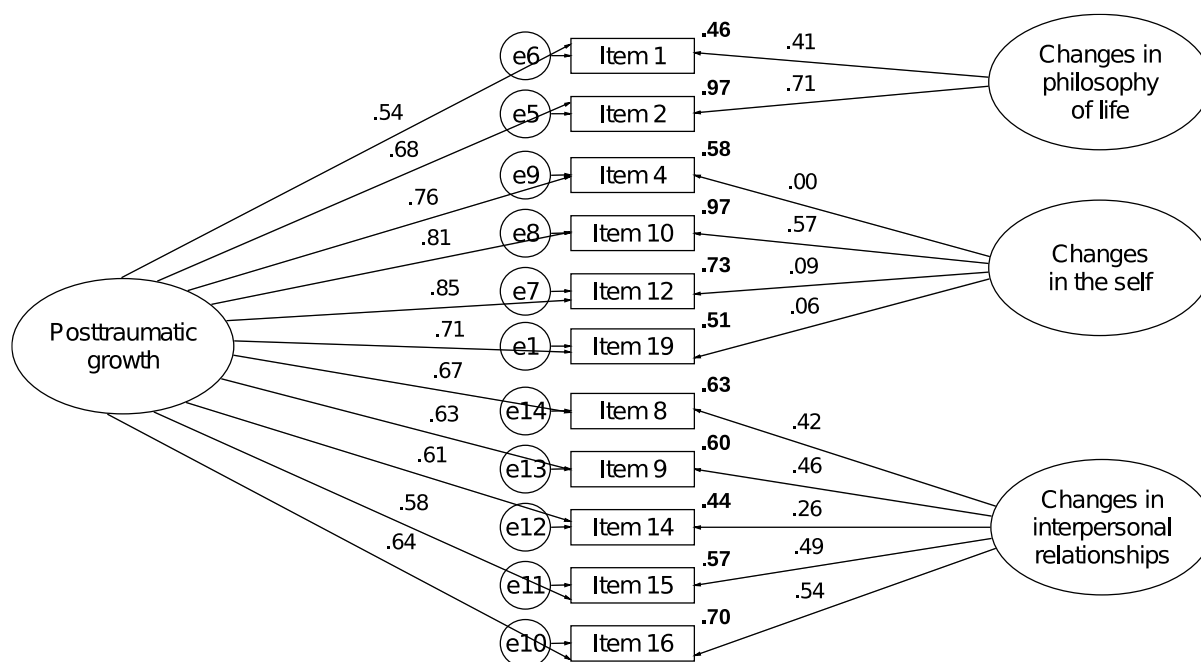 .46
e6
Item 1
.41
Changes in
philosophy
of life
.97
.71
.54
e5
Item 2
.68
.58
e9
Item 4
.00
.76
.97
e8
Item 10
.57
.81
Changes
in the self
.73
e7
Item 12
.09
.85
.06
Posttraumatic
growth
.71
.51
e1
Item 19
.67
.63
e14
Item 8
.42
.63
.60
e13
Item 9
.46
.61
.44
e12
Item 14
.26
Changes in
interpersonal
relationships
.58
.57
.49
e11
Item 15
.64
.54
.70
e10
Item 16